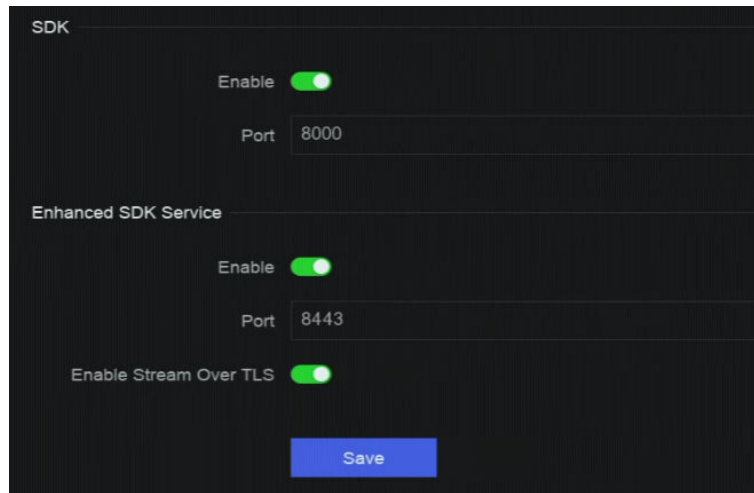 SDK
Enable
Port 8000
Enhanced SDK Service
Enable
Port 8443
Enable Stream Over TLS
Save